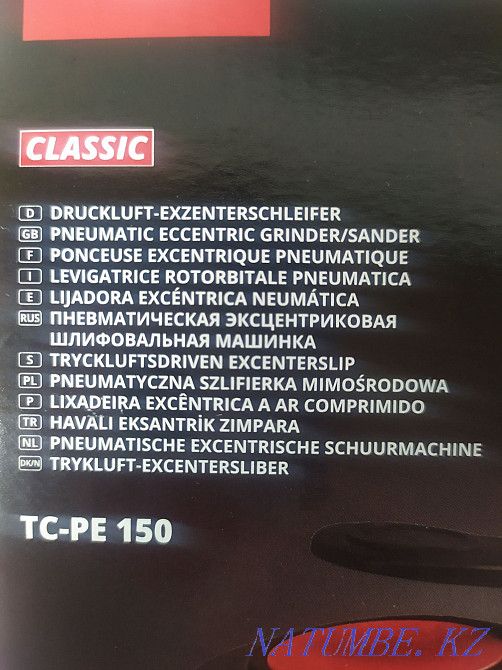 CLASSIC
D DRUCKLUFT-EXZENTERSCHLEIFER
GB PNEUMATIC ECCENTRIC GRINDER/SANDER
F PONCEUSE EXCENTRIQUE PNEUMATIQUE
I LEVIGATRICE ROTORBITALE PNEUMATICA
E LIJADORA EXCÉNTRICA NEUMÁTICA
RUS ПНЕВМАТИЧЕСКАЯ ЭКСЦЕНТРИКОВАЯ
ШЛИФОВАЛЬНАЯ МАШИНКА
S TRYCKLUFTSDRIVEN EXCENTERSLIP
PL PNEUMATYCZNA SZLIFIERKA MIMOŚRODOWA
P LIXADEIRA EXCÊNTRICA A AR COMPRIMIDO
TR HAVALI EKSANTRİK ZIMPARA
NL PNEUMATISCHE EXCENTRISCHE SCHUURMACHINE
DK/N TRYKLUFT-EXCENTERSLIBER
TC-PE 150
NATUMBE.KZ